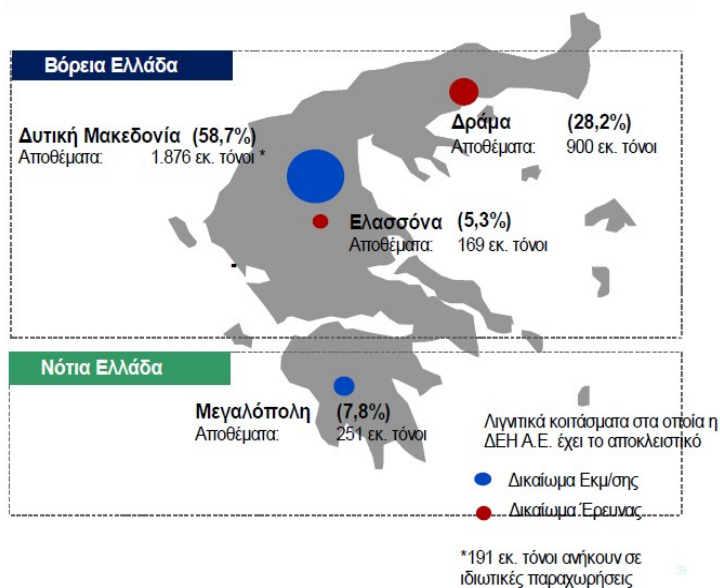 Βόρεια Ελλάδα
Δυτική Μακεδονία (58,7%)
Αποθέματα: 1.876 εκ. τόνοι *
Δράμα (28,2%)
Αποθέματα: 900 εκ. τόνοι
Ελασσόνα (5,3%)
Αποθέματα: 169 εκ. τόνοι
Νότια Ελλάδα
Μεγαλόπολη (7,8%)
Αποθέματα: 251 εκ. τόνοι
Λιγνιτικά κοιτάσματα στα οποία η
ΔΕΗ Α.Ε. έχει το αποκλειστικό
Δικαίωμα Εκμ/σης
Δικαίωμα Έρευνας
*191 εκ. τόνοι ανήκουν σε
ιδιωτικές παραχωρήσεις
39